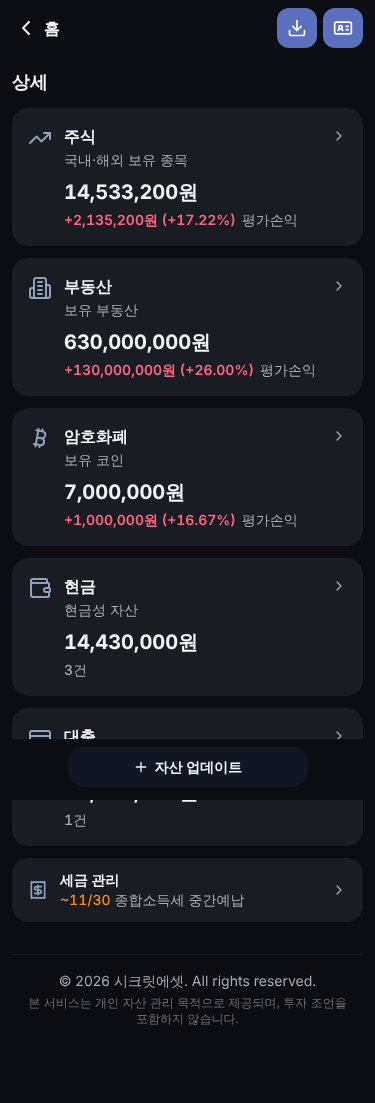 홈
상세
주식
국내·해외 보유 종목
14,533,200원
+2,135,200원 (+17.22%) 평가손익
부동산
보유 부동산
630,000,000원
+130,000,000원 (+26.00%) 평가손익
암호화폐
보유 코인
7,000,000원
+1,000,000원 (+16.67%) 평가손익
현금
현금성 자산
14,430,000원
3건
대출
+ 자산 업데이트
1건
세금 관리
~11/30 종합소득세 중간예납
© 2026 시크릿에셋. All rights reserved.
본 서비스는 개인 자산 관리 목적으로 제공되며, 투자 조언을
포함하지 않습니다.